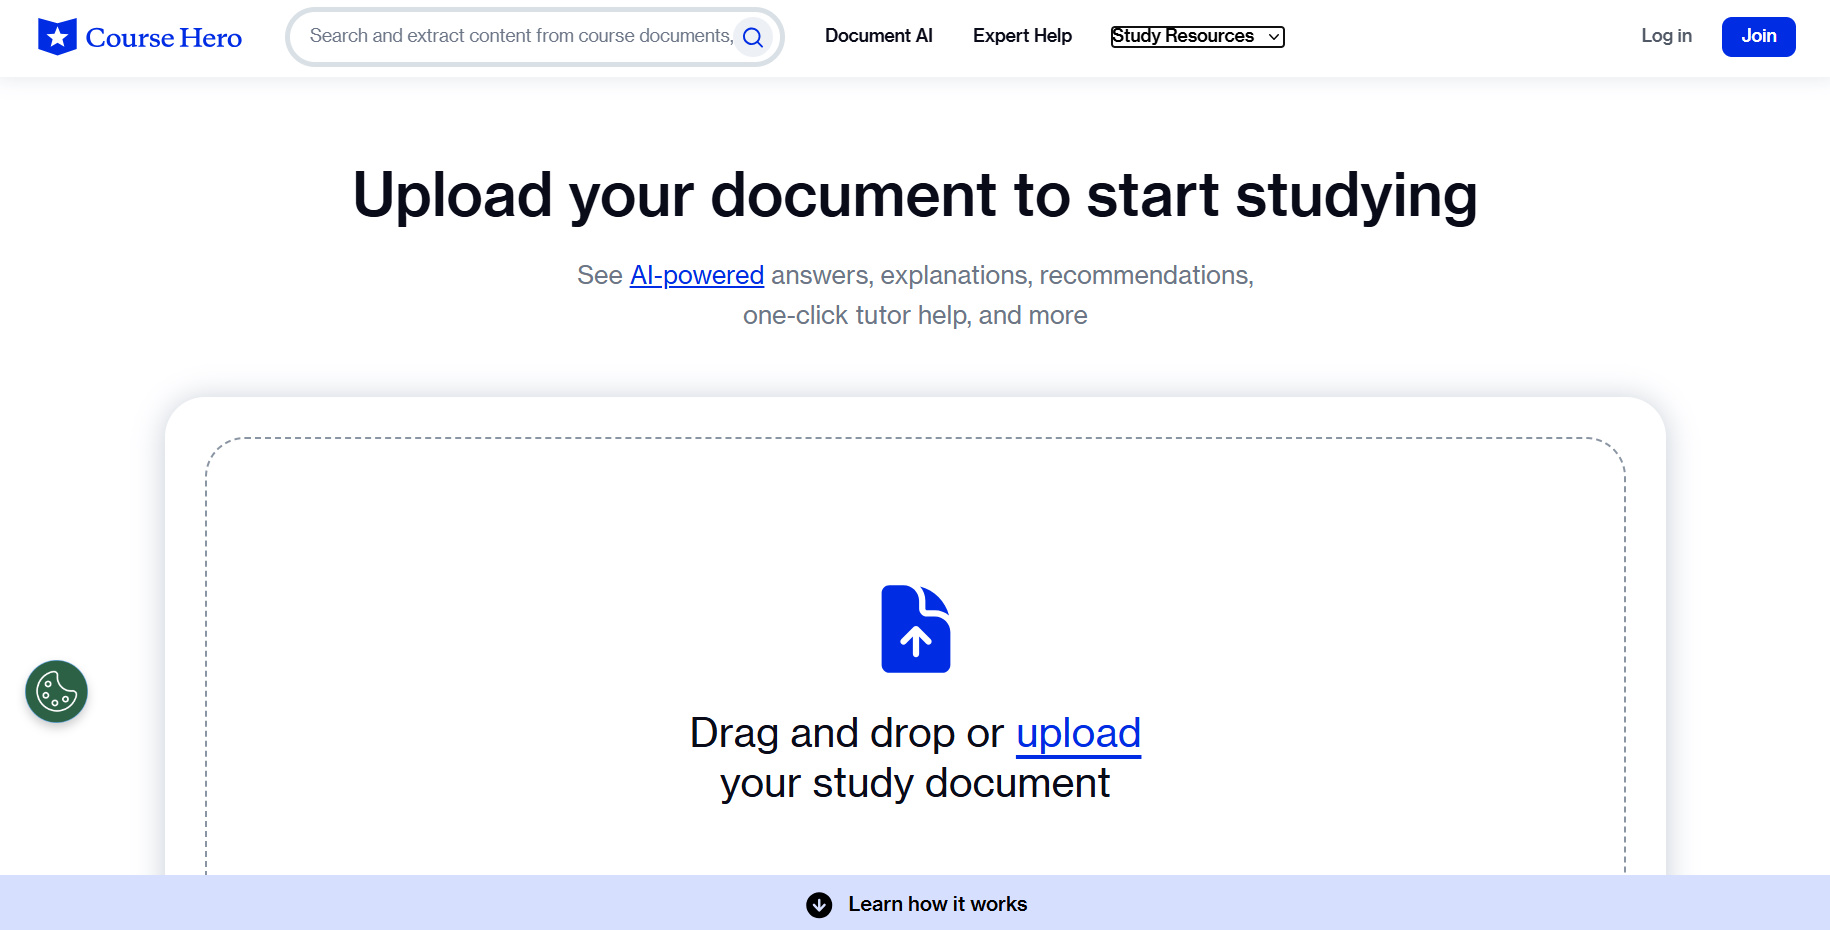 Course Hero
Search and extract content from course documents,
Document AI
Expert Help
Study Resources
Log in
Join
Upload your document to start studying
See AI-powered answers, explanations, recommendations,
one-click tutor help, and more
Drag and drop or upload
your study document
Learn how it works